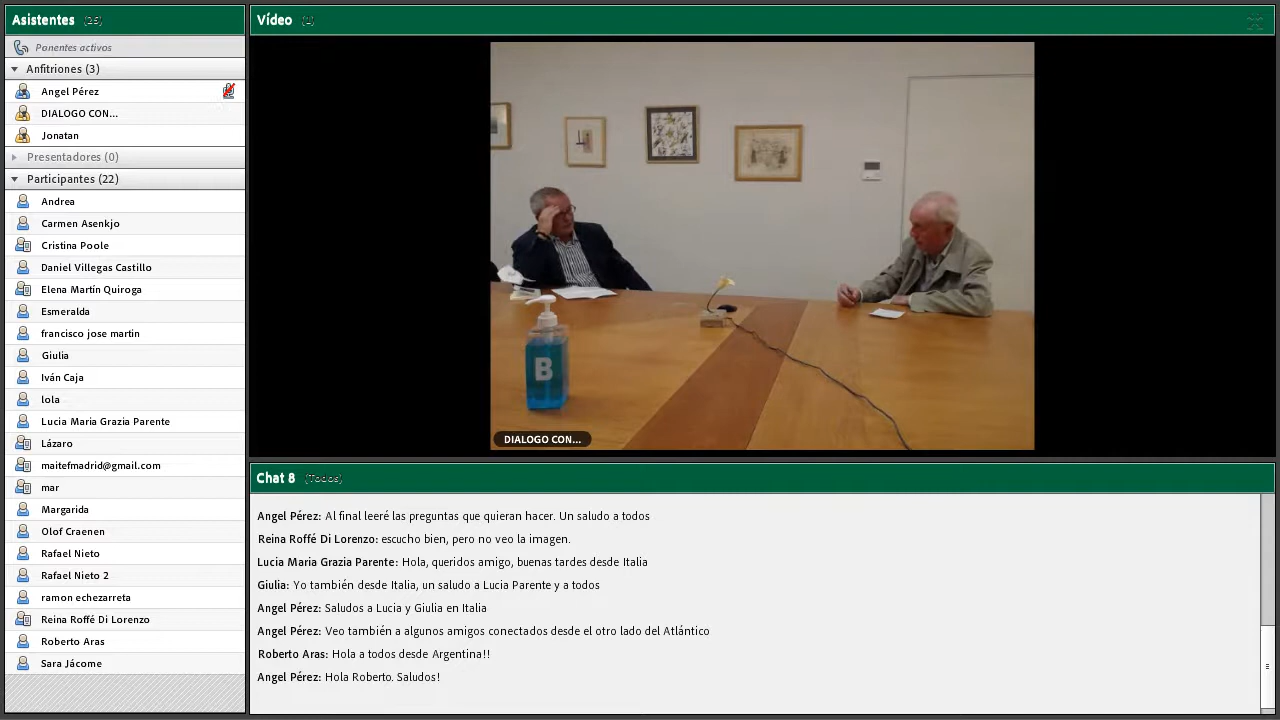 Asistentes (25)
Ponentes activos
Anfitriones (3)
Angel Pérez
DIALOGO CON...
Jonatan
Presentadores (0)
Participantes (22)
Andrea
Carmen Asenkjo
Cristina Poole
Daniel Villegas Castillo
Elena Martín Quiroga
Esmeralda
francisco jose martin
Giulia
Iván Caja
lola
Lucia Maria Grazia Parente
Lázaro
maitefmadrid@gmail.com
mar
Margarida
Olof Craenen
Rafael Nieto
Rafael Nieto 2
ramon echezarreta
Reina Roffé Di Lorenzo
Roberto Aras
Sara Jácome
Vídeo
B
DIALOGO CON...
Chat 8 (Todos)
Angel Pérez: Al final leeré las preguntas que quieran hacer. Un saludo a todos
Reina Roffé Di Lorenzo: escucho bien, pero no veo la imagen.
Lucia Maria Grazia Parente: Hola, queridos amigo, buenas tardes desde Italia
Giulia: Yo también desde Italia, un saludo a Lucia Parente y a todos
Angel Pérez: Saludos a Lucia y Giulia en Italia
Angel Pérez: Veo también a algunos amigos conectados desde el otro lado del Atlántico
Roberto Aras: Hola a todos desde Argentina!!
Angel Pérez: Hola Roberto. Saludos!